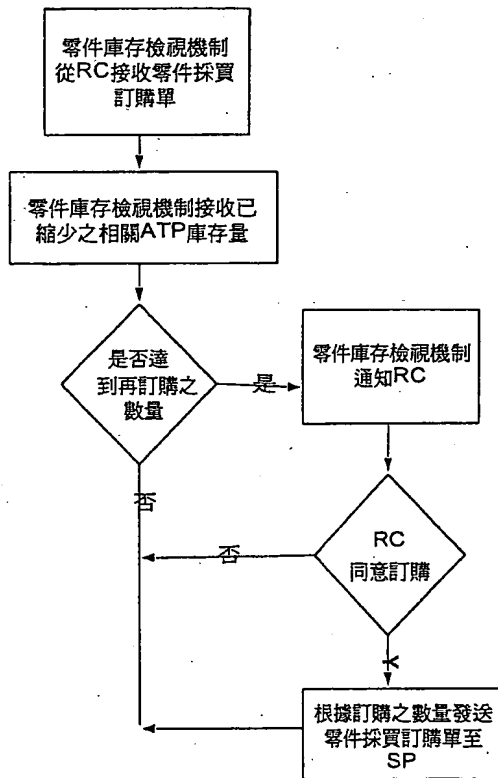 零件庫存檢視機制
從RC接收零件採買
訂購單
零件庫存檢視機制接收已
縮少之相關ATP庫存量
是否達
到再訂購之
數量
是
零件庫存檢視機制
通知RC
否
RC
同意訂購
否
Y
根據訂購之數量發送
零件採買訂購單至
SP